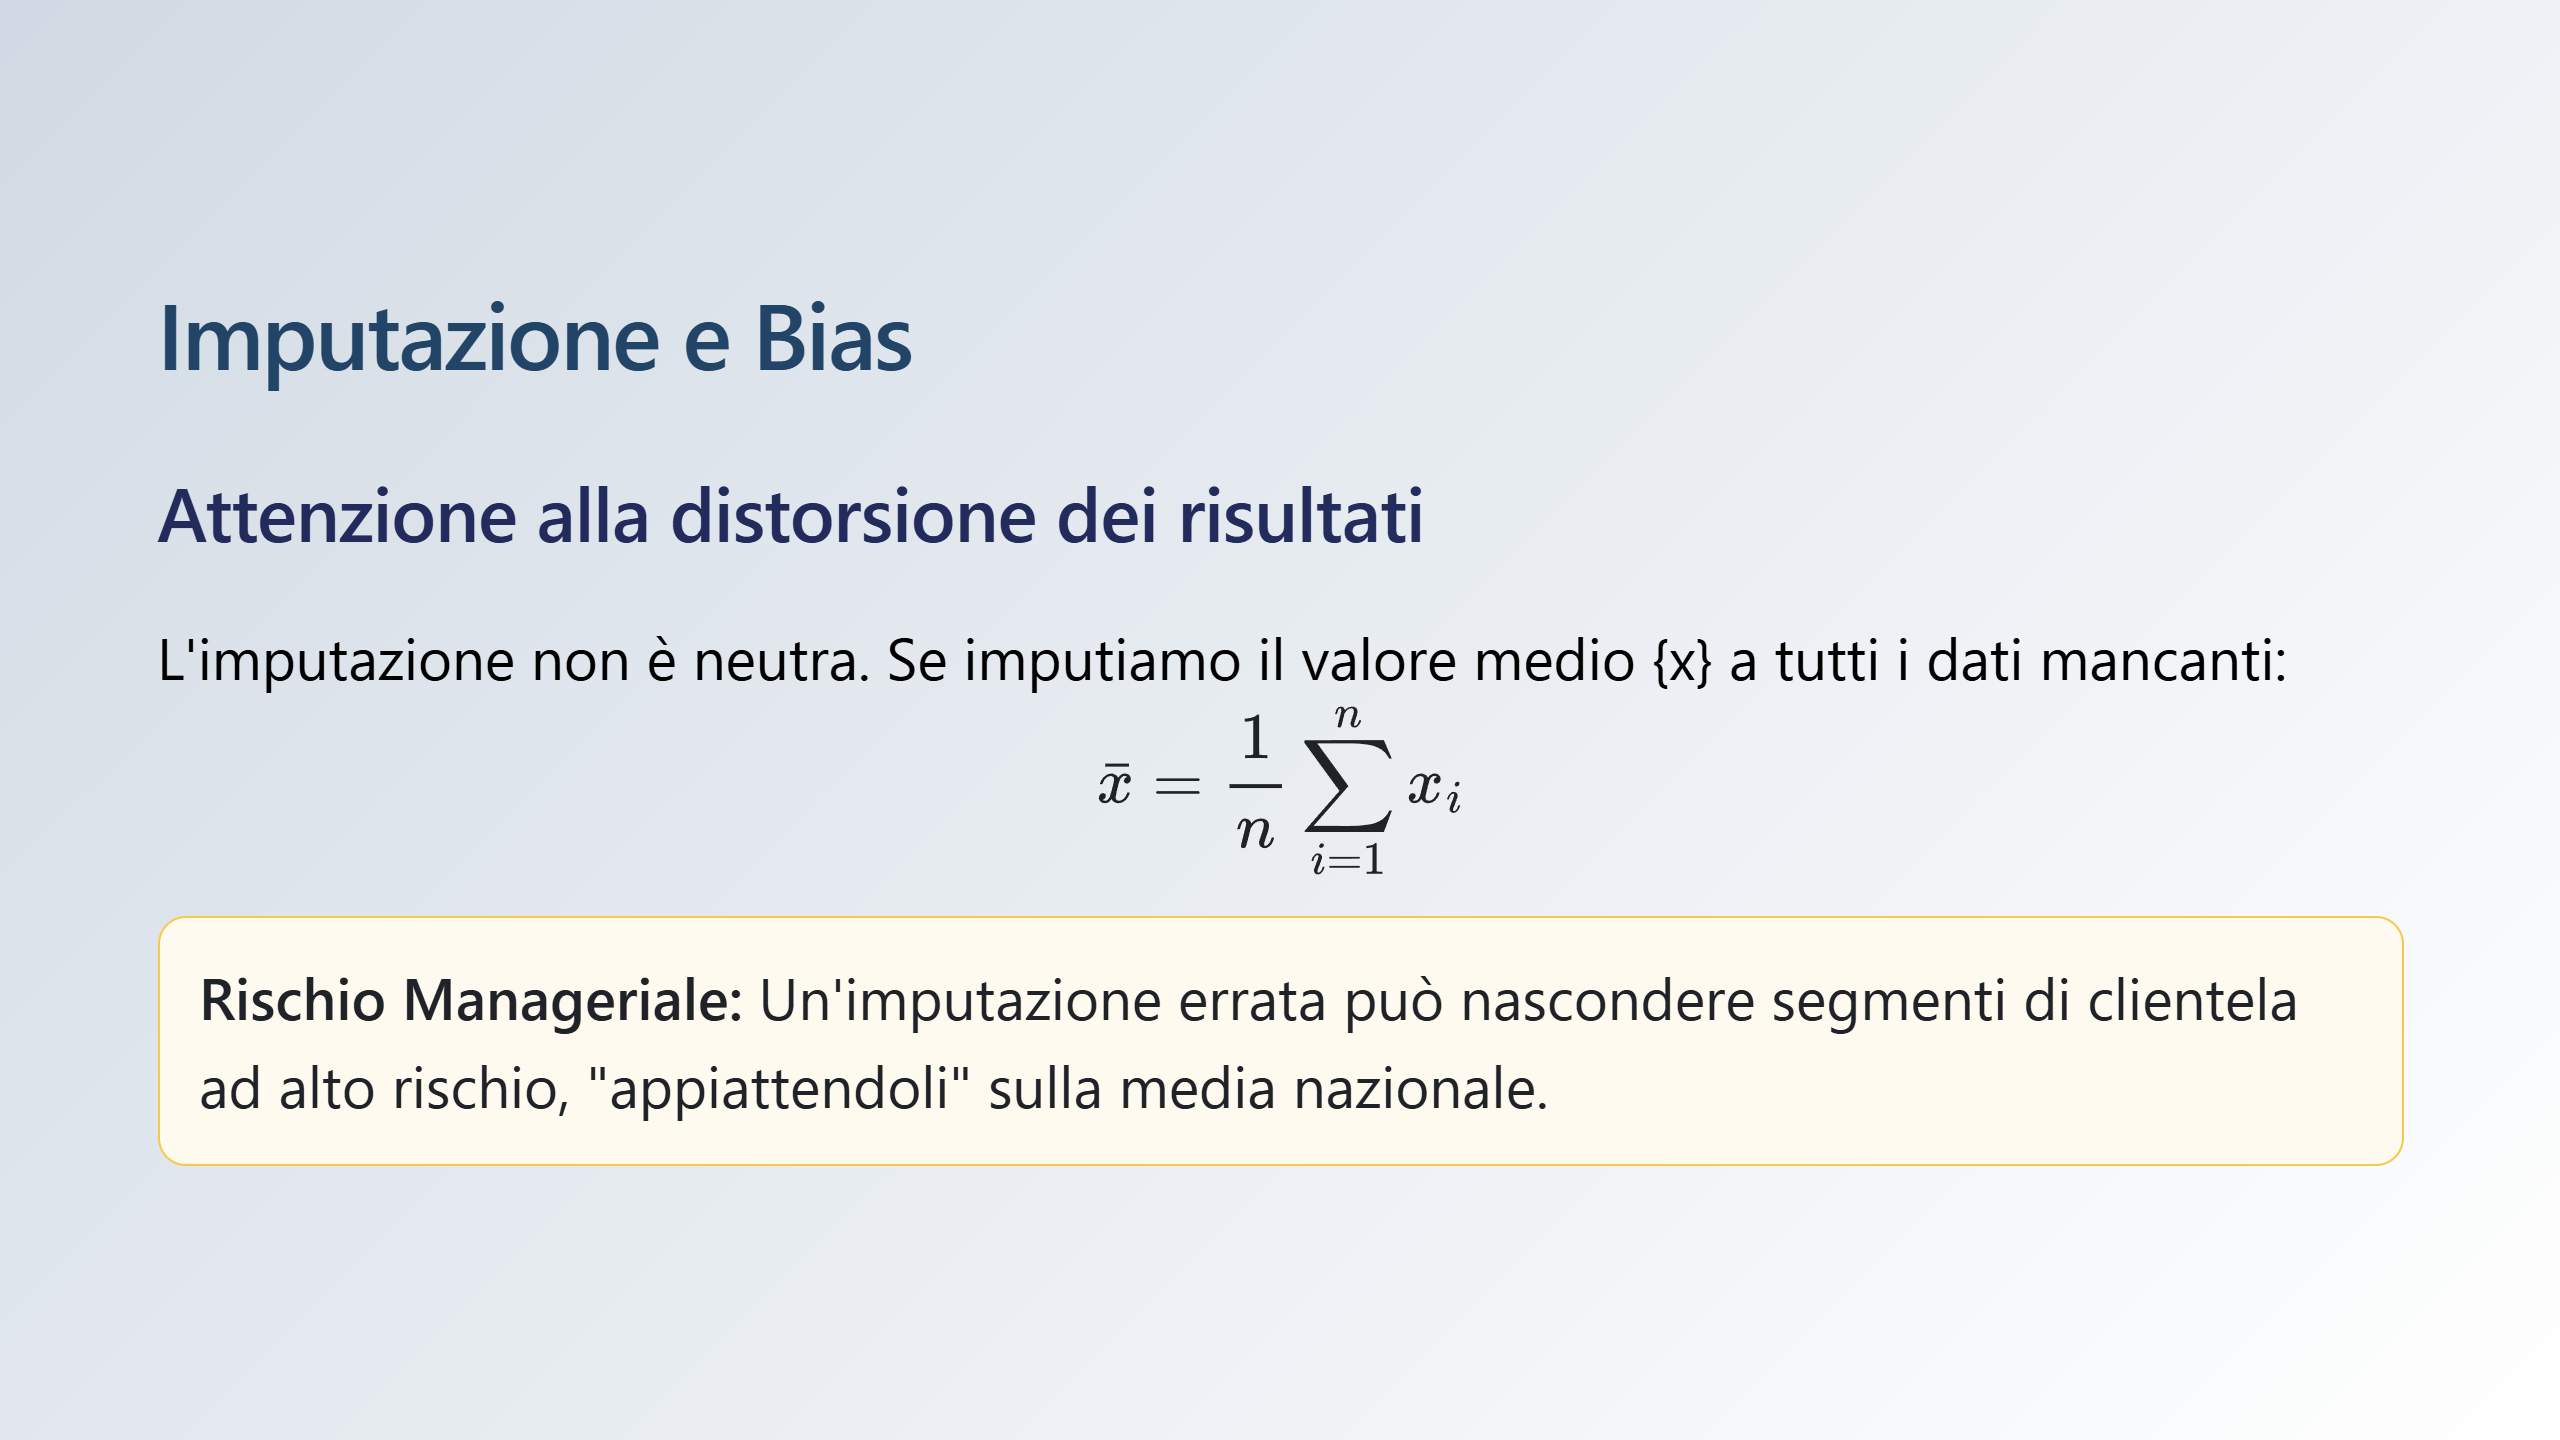 Imputazione e Bias
Attenzione alla distorsione dei risultati
L'imputazione non è neutra. Se imputiamo il valore medio {x} a tutti i dati mancanti:
x̄ = \frac{1}{n} \sum_{i=1}^{n} x_i
Rischio Manageriale: Un'imputazione errata può nascondere segmenti di clientela
ad alto rischio, "appiattendoli" sulla media nazionale.